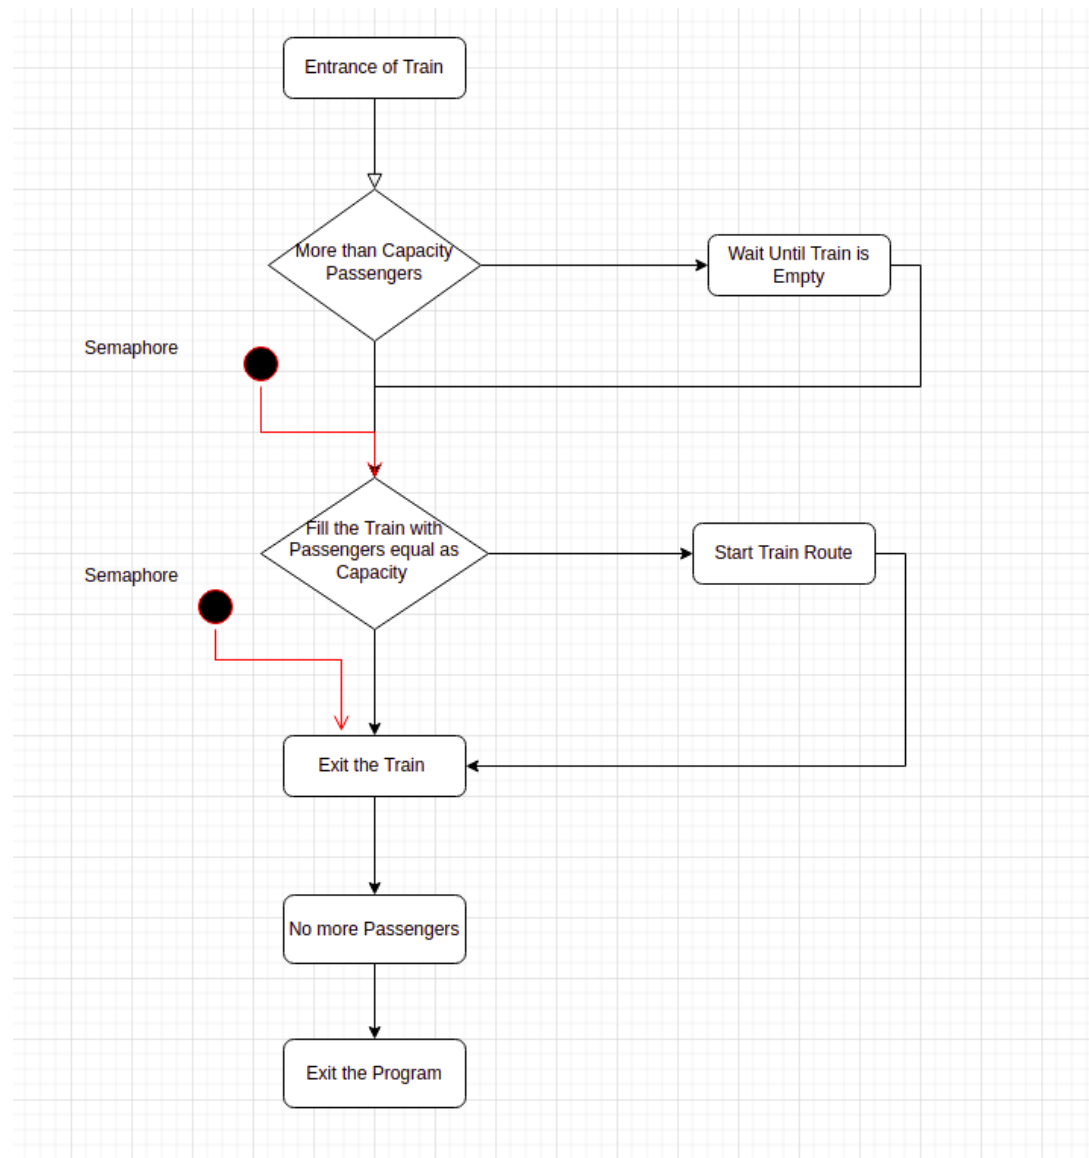 Entrance of Train
More than Capacity
Passengers
Wait Until Train is
Empty
Semaphore
Fill the Train with
Passengers equal as
Capacity
Start Train Route
Semaphore
Exit the Train
No more Passengers
Exit the Program